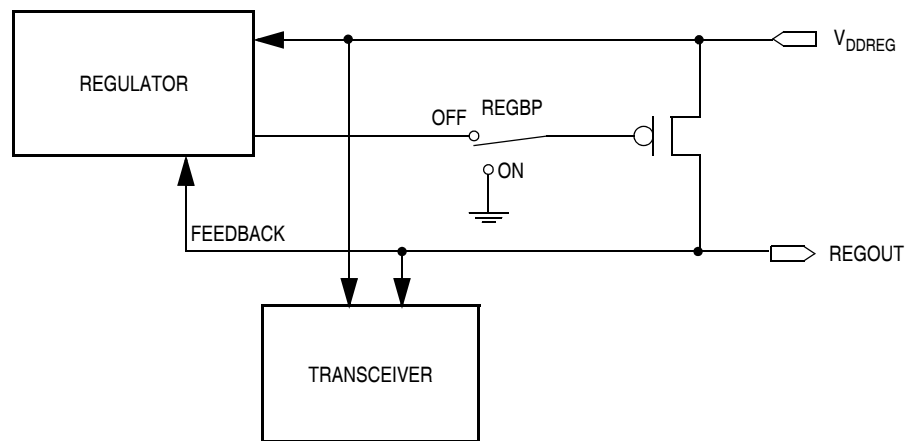 V_DDREG
REGULATOR
REGBP
OFF
ON
FEEDBACK
REGOUT
TRANSCEIVER